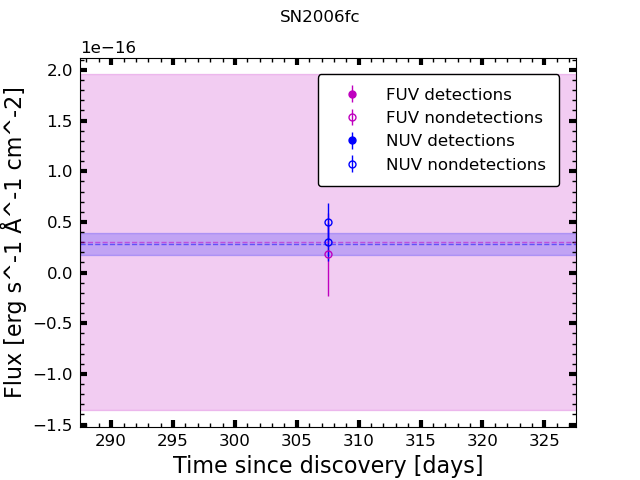 SN2006fc
1e−16
2.0
1.5
1.0
0.5
0.0
−0.5
−1.0
−1.5
Flux [erg s^-1 Å^-1 cm^-2]
FUV detections
FUV nondetections
NUV detections
NUV nondetections
290 295 300 305 310 315 320 325
Time since discovery [days]